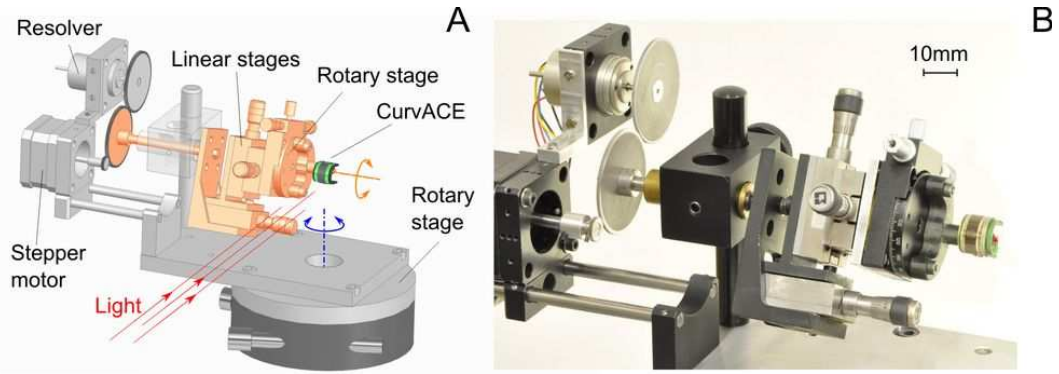 A
Resolver
Linear stages
Rotary stage
CurvACE
Rotary
stage
Stepper
motor
Light
B
10mm